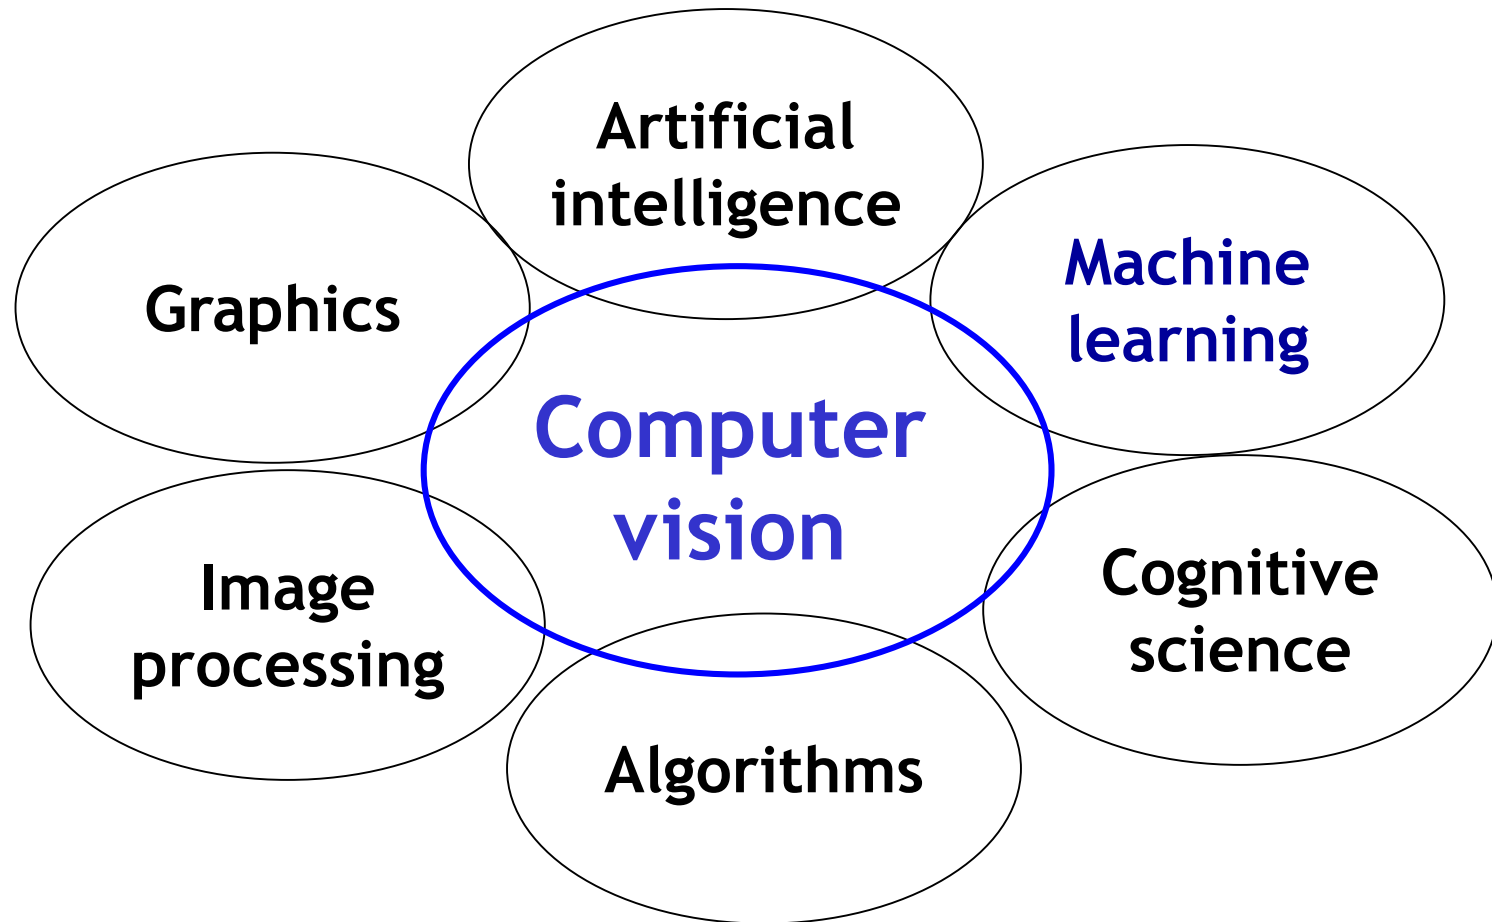 Artificial
intelligence
Machine
learning
Graphics
Computer
vision
Cognitive
science
Image
processing
Algorithms